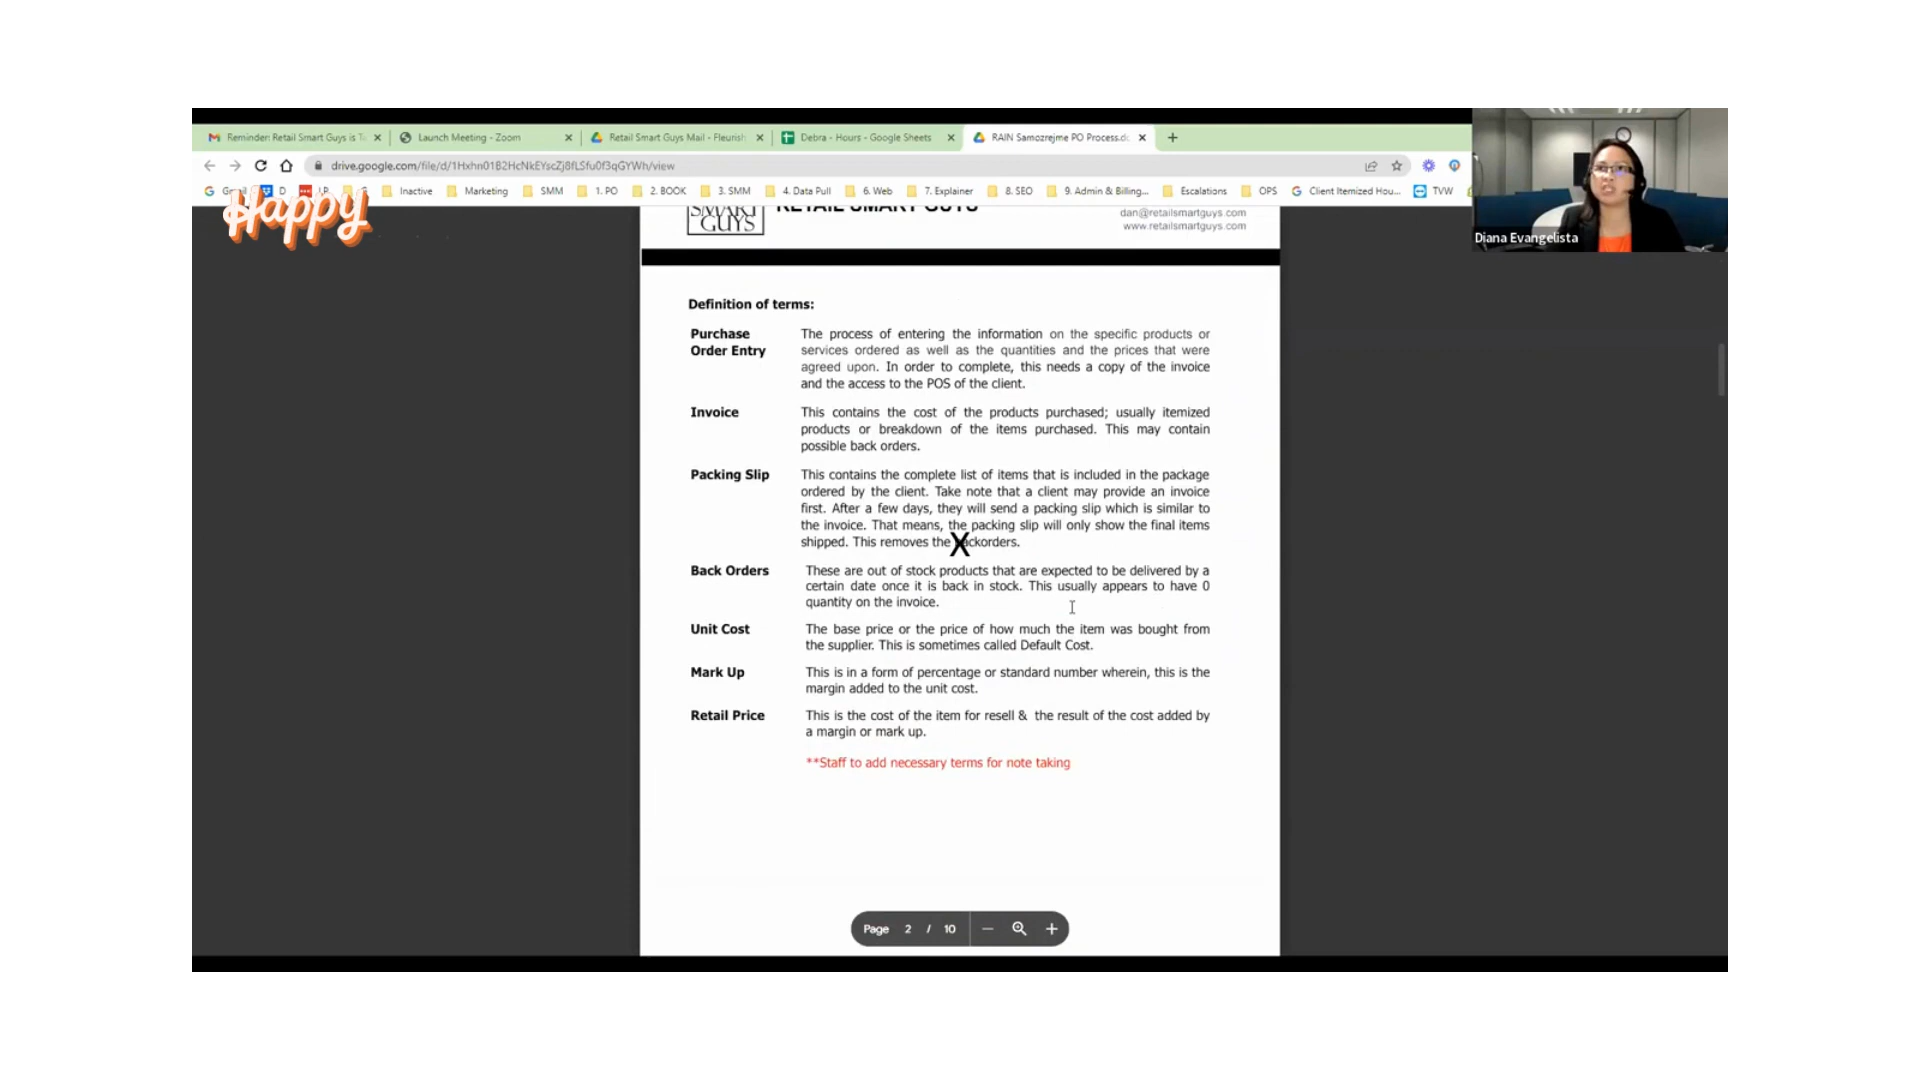 Reminder: Retail Smart Guys is
Launch Meeting - Zoom
Retail Smart Guys Mail - Fleurish
Debra - Hours - Google Sheets
RAIN Samozrejme PO Process.dc
drive.google.com/file/d/1Hxhn01B2HcNkEYscZj8fLSfu0f3qGYWh/view
D
Inactive
Marketing
SMM
1. PO
2. BOOK
3. SMM
4. Data Pull
6. Web
7. Explainer
8. SEO
9. Admin & Billing...
Escalations
OPS
Client Itemized Hou...
TVW
Happy
Diana Evangelista
SMART
GUYS
RETAIL SMART GUYS
dan@retailsmartguys.com
www.retailsmartguys.com
Definition of terms:
Purchase
Order Entry
The process of entering the information on the specific products or
services ordered as well as the quantities and the prices that were
agreed upon. In order to complete, this needs a copy of the invoice
and the access to the POS of the client.
Invoice
This contains the cost of the products purchased; usually itemized
products or breakdown of the items purchased. This may contain
possible back orders.
Packing Slip
This contains the complete list of items that is included in the package
ordered by the client. Take note that a client may provide an invoice
first. After a few days, they will send a packing slip which is similar to
the invoice. That means, the packing slip will only show the final items
shipped. This removes the backorders.
X
Back Orders
These are out of stock products that are expected to be delivered by a
certain date once it is back in stock. This usually appears to have 0
quantity on the invoice.
Unit Cost
The base price or the price of how much the item was bought from
the supplier. This is sometimes called Default Cost.
Mark Up
This is in a form of percentage or standard number wherein, this is the
margin added to the unit cost.
Retail Price
This is the cost of the item for resell & the result of the cost added by
a margin or mark up.
**Staff to add necessary terms for note taking
Page 2 / 10